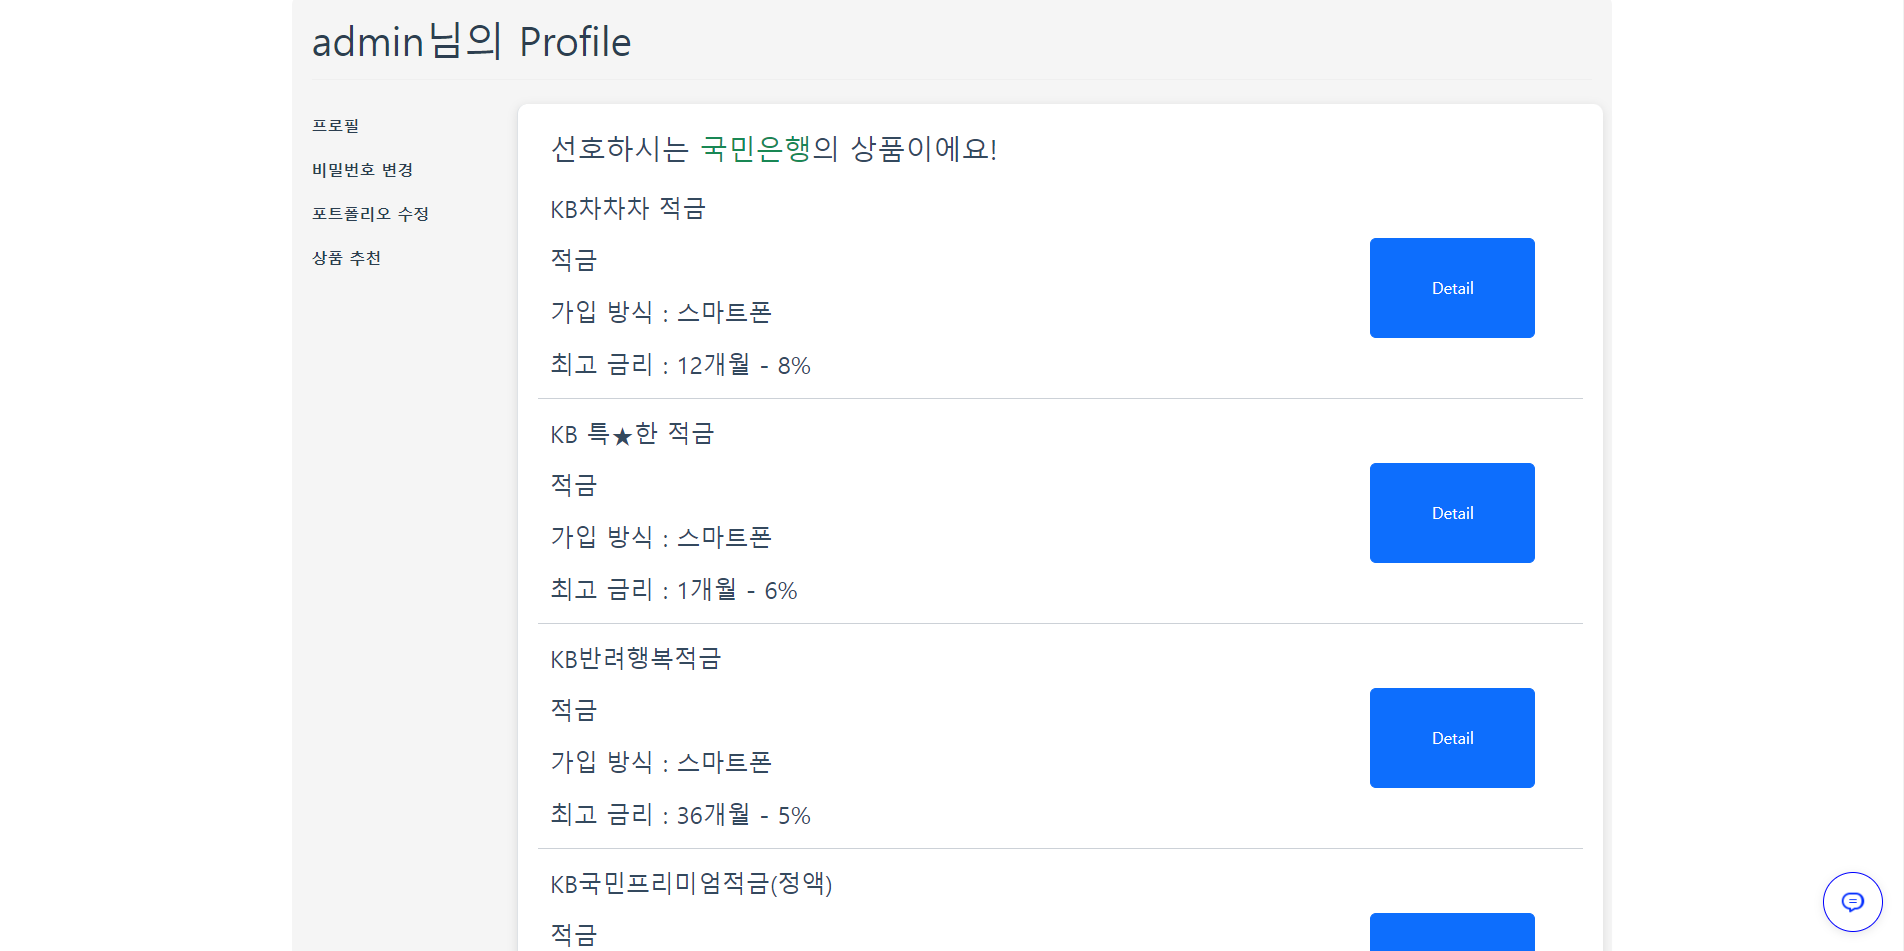 admin님의 Profile
프로필
비밀번호 변경
포트폴리오 수정
상품 추천
선호하시는 국민은행의 상품이에요!
KB차차차 적금
적금
가입 방식 : 스마트폰
최고 금리 : 12개월 - 8%
Detail
KB 특★한 적금
적금
가입 방식 : 스마트폰
최고 금리 : 1개월 - 6%
Detail
KB반려행복적금
적금
가입 방식 : 스마트폰
최고 금리 : 36개월 - 5%
Detail
KB국민프리미엄적금(정액)
적금